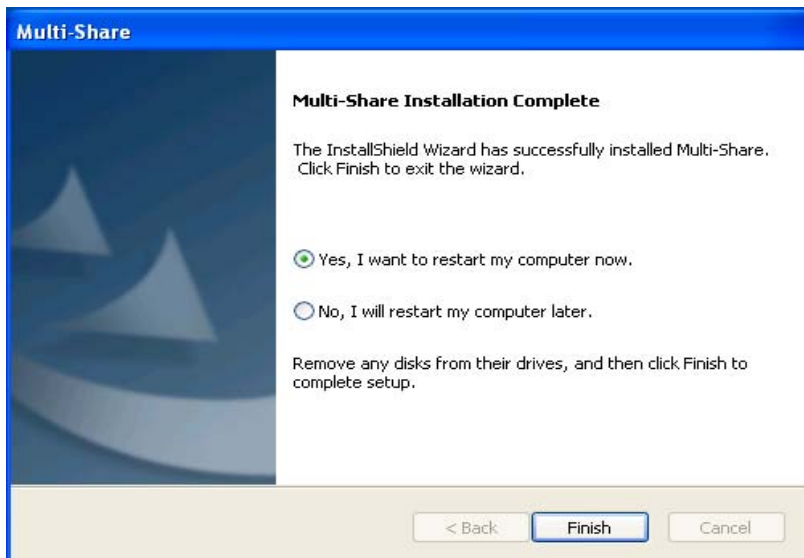 Multi-Share
Multi-Share Installation Complete
The InstallShield Wizard has successfully installed Multi-Share.
Click Finish to exit the wizard.
Yes, I want to restart my computer now.
No, I will restart my computer later.
Remove any disks from their drives, and then click Finish to
complete setup.
< Back
Finish
Cancel